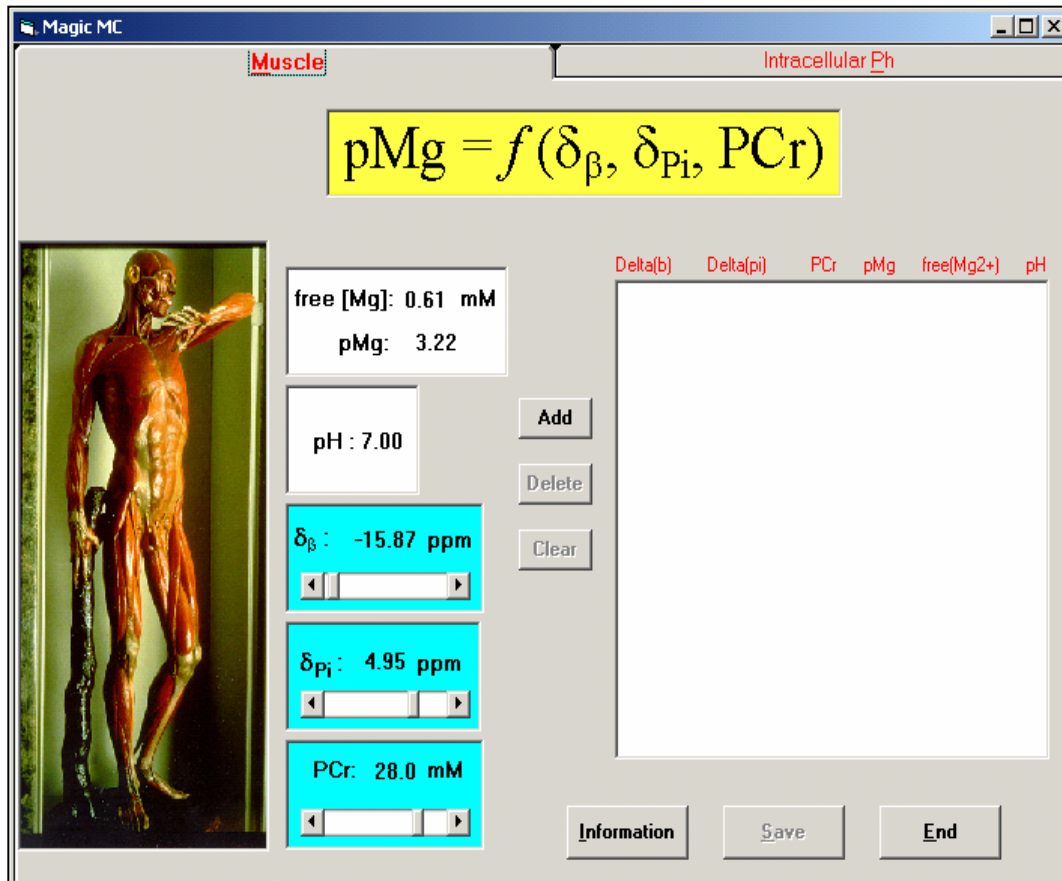 Magic MC
Muscle
Intracellular Ph
pMg = f(δβ, δPi, PCr)
Delta(b) Delta(pi) PCr pMg free(Mg2+) pH
free [Mg]: 0.61 mM
pMg: 3.22
pH : 7.00
Add
Delete
Clear
δβ : -15.87 ppm
δPi : 4.95 ppm
PCr: 28.0 mM
Information
Save
End